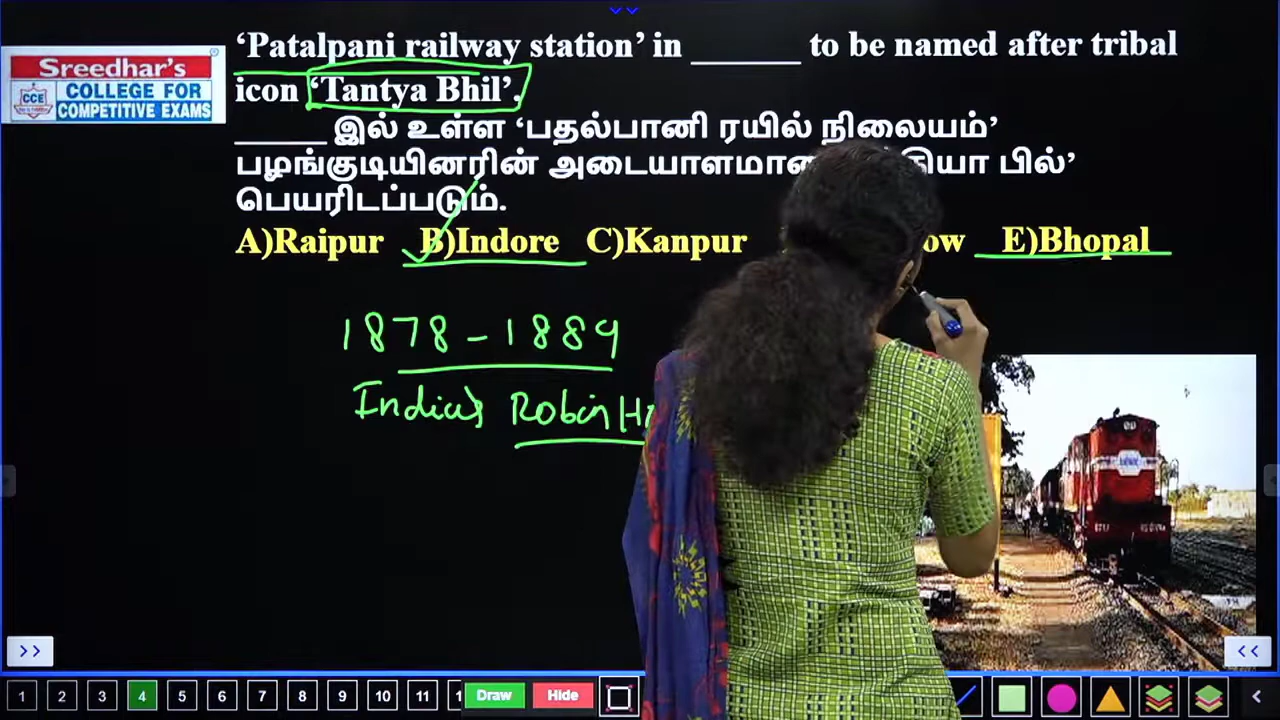 ‘Patalpani railway station’ in _______ to be named after tribal
icon ‘Tantya Bhil’.
______ இல் உள்ள ‘பதல்பானி ரயில் நிலையம்’
பழங்குடியினரின் அடையாளமான பில்’
பெயரிடப்படும்.
A)Raipur B)Indore C)Kanpur E)Bhopal
Sreedhar's
CCE COLLEGE FOR
COMPETITIVE EXAMS
1878 - 1889
India's Robin
>> <<
1 2 3 4 5 6 7 8 9 10 11 Draw Hide